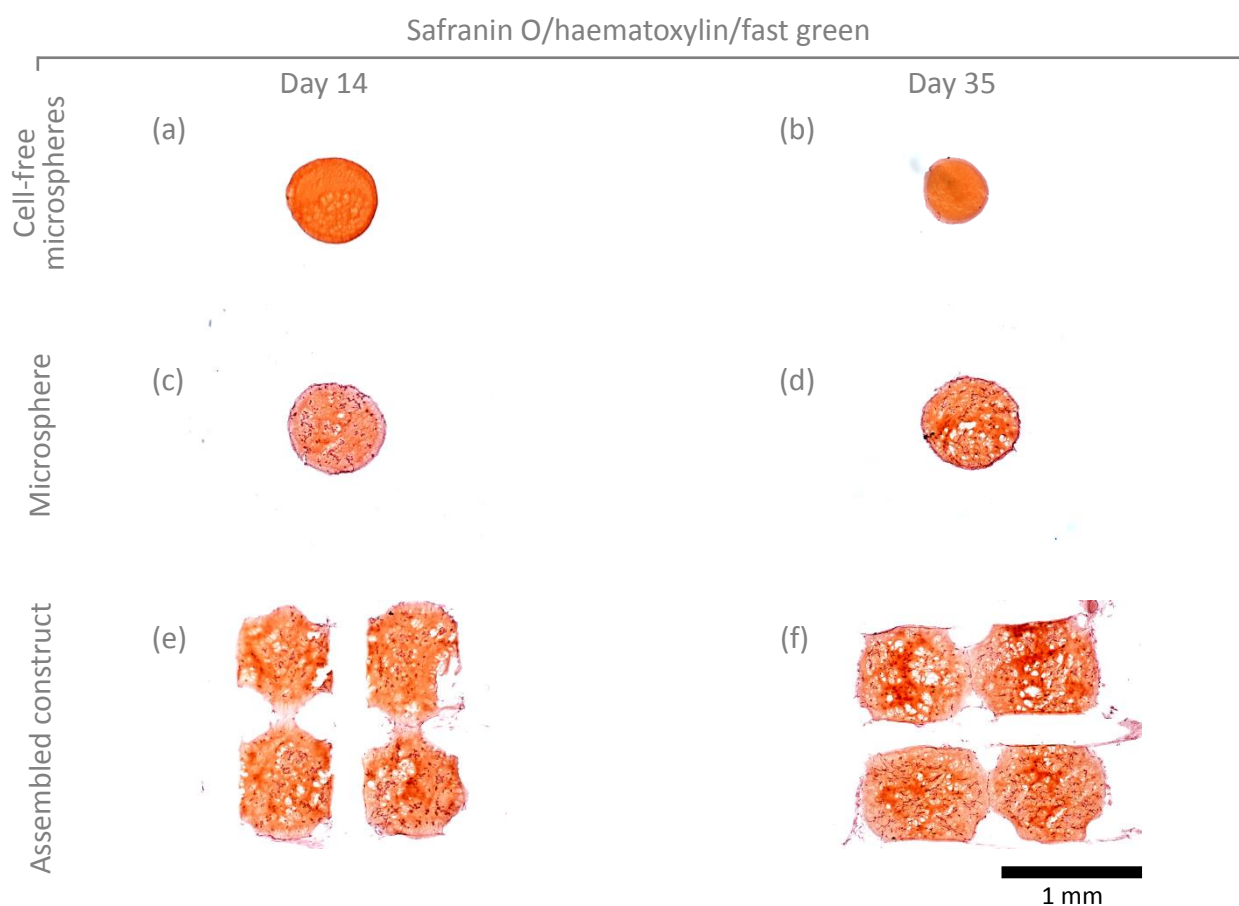 Safranin O/haematoxylin/fast green
Day 14
Day 35
Cell-free
microspheres
(a)
(b)
Microsphere
(c)
(d)
Assembled construct
(e)
(f)
1 mm